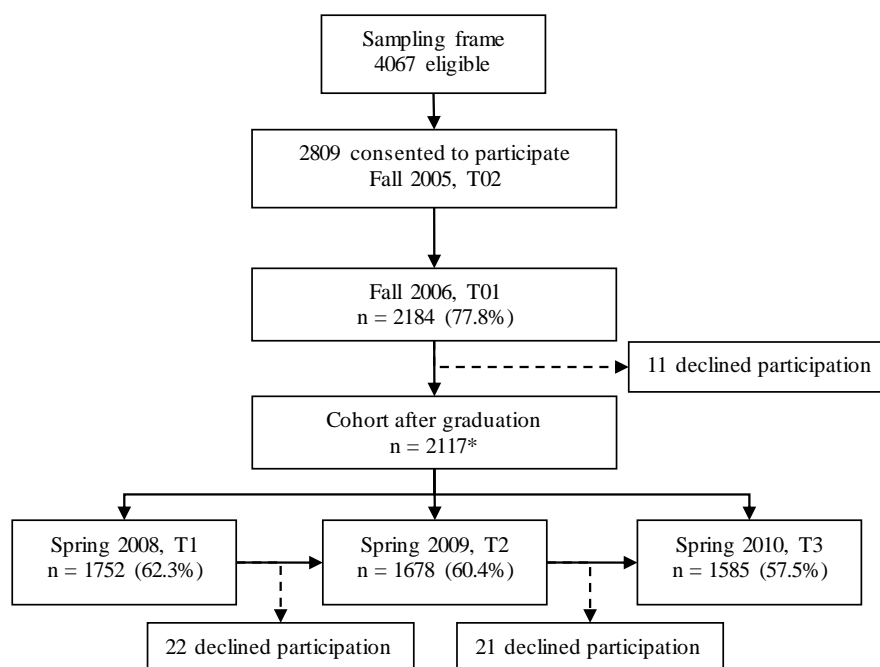 Sampling frame
4067 eligible
2809 consented to participate
Fall 2005, T02
Fall 2006, T01
n = 2184 (77.8%)
11 declined participation
Cohort after graduation
n = 2117*
Spring 2008, T1
n = 1752 (62.3%)
Spring 2009, T2
n = 1678 (60.4%)
Spring 2010, T3
n = 1585 (57.5%)
22 declined participation
21 declined participation